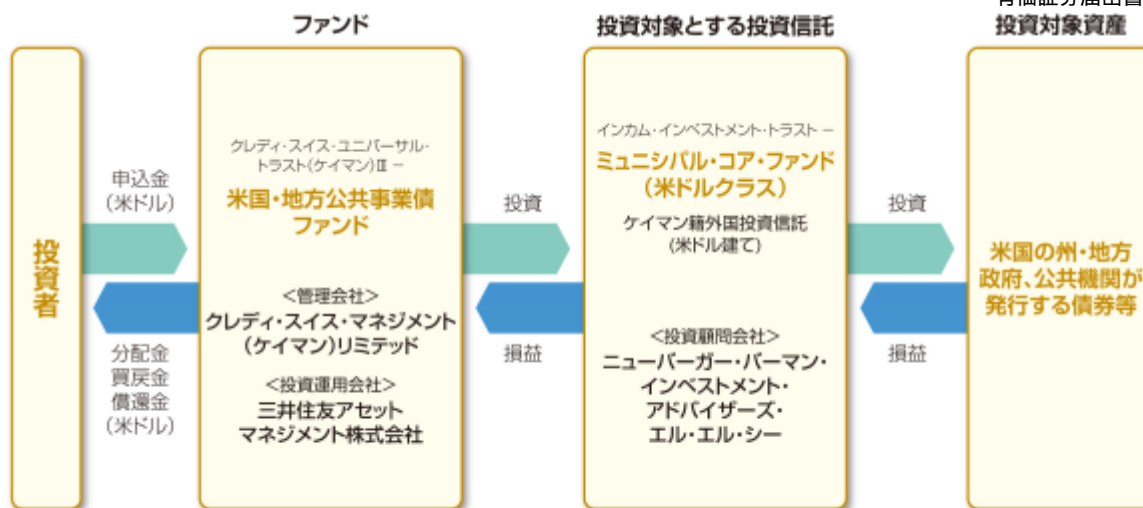 ファンド
投資対象とする投資信託
投資対象資産
投資者
申込金
(米ドル)
分配金
買戻金
償還金
(米ドル)
クレディ・スイス・ユニバーサル・
トラスト(ケイマン)Ⅱ －
米国・地方公共事業債
ファンド
<管理会社>
クレディ・スイス・マネジメント
(ケイマン)リミテッド
<投資運用会社>
三井住友アセット
マネジメント株式会社
投資
損益
インカム・インベストメント・トラスト －
ミュニシパル・コア・ファンド
(米ドルクラス)
ケイマン籍外国投資信託
(米ドル建て)
<投資顧問会社>
ニューバーガー・バーマン・
インベストメント・
アドバイザーズ・
エル・エル・シー
投資
損益
米国の州・地方
政府、公共機関が
発行する債券等